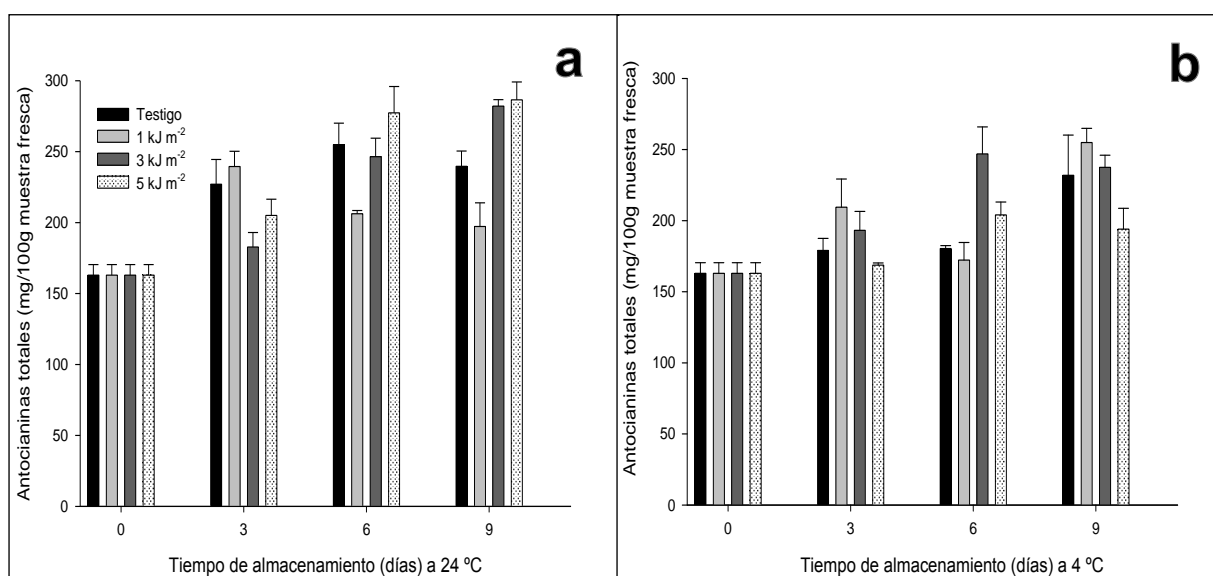 a
Antocianinas totales (mg/100g muestra fresca)
300
250
200
150
100
50
0
Testigo
1 kJ m⁻²
3 kJ m⁻²
5 kJ m⁻²
0 3 6 9
Tiempo de almacenamiento (días) a 24 ºC
b
Antocianinas totales (mg/100g muestra fresca)
300
250
200
150
100
50
0
0 3 6 9
Tiempo de almacenamiento (días) a 4 ºC